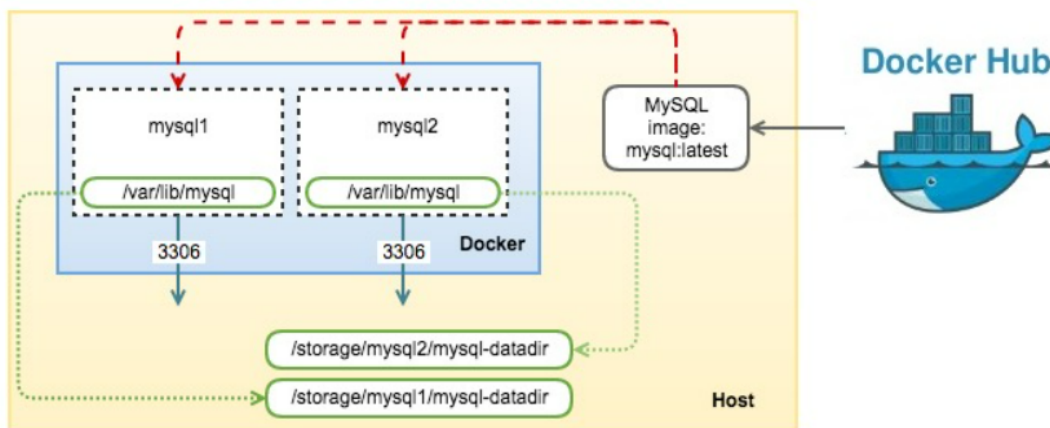 Docker Hub
MySQL
image:
mysql:latest
mysql1
mysql2
/var/lib/mysql
/var/lib/mysql
3306
3306
Docker
/storage/mysql2/mysql-datadir
/storage/mysql1/mysql-datadir
Host